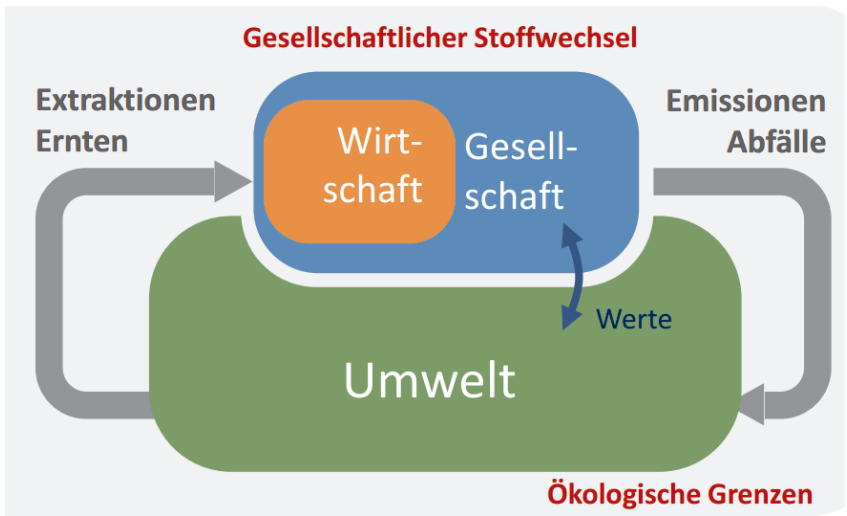 Gesellschaftlicher Stoffwechsel
Extraktionen
Ernten
Emissionen
Abfälle
Wirt-
schaft
Gesell-
schaft
Werte
Umwelt
Ökologische Grenzen